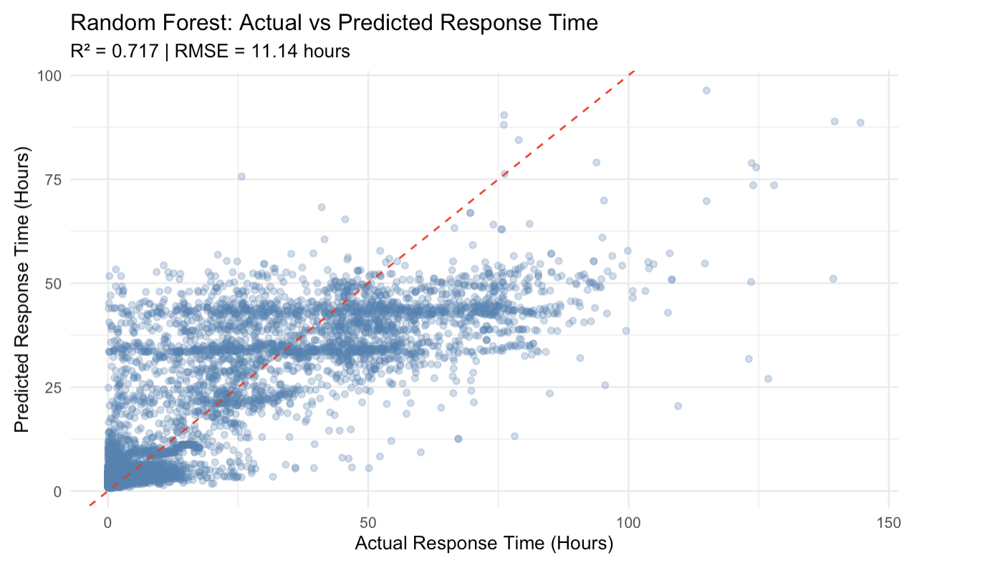 Random Forest: Actual vs Predicted Response Time
R² = 0.717 | RMSE = 11.14 hours
100
75
50
25
0
Predicted Response Time (Hours)
0
50
100
150
Actual Response Time (Hours)